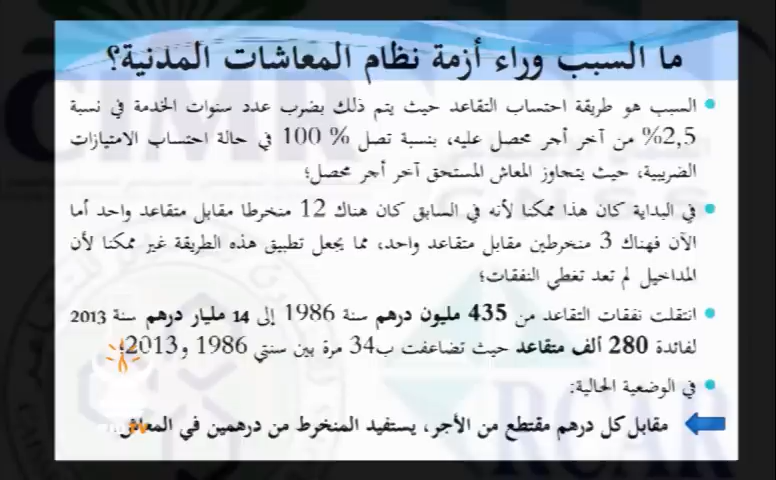 ما السبب وراء أزمة نظام المعاشات المدنية؟
السبب هو طريقة احتساب التقاعد حيث يتم ذلك بضرب عدد سنوات الخدمة في نسبة
2,5% من آخر أجر محصل عليه، بنسبة تصل % 100 في حالة احتساب الامتيازات
الضريبية، حيث يتجاوز المعاش المستحق آخر أجر محصل؛
في البداية كان هذا ممكنا لأنه في السابق كان هناك 12 منخرطا مقابل متقاعد واحد أما
الآن فهناك 3 منخرطين مقابل متقاعد واحد، مما يجعل تطبيق هذه الطريقة غير ممكنا لأن
المداخيل لم تعد تغطي النفقات؛
انتقلت نفقات التقاعد من 435 مليون درهم سنة 1986 إلى 14 مليار درهم سنة 2013
لفائدة 280 ألف متقاعد حيث تضاعفت ب34 مرة بين سنتي 1986 و2013؛
في الوضعية الحالية:
مقابل كل درهم مقتطع من الأجر، يستفيد المنخرط من درهمين في المعاش..
CIMR
RCAR